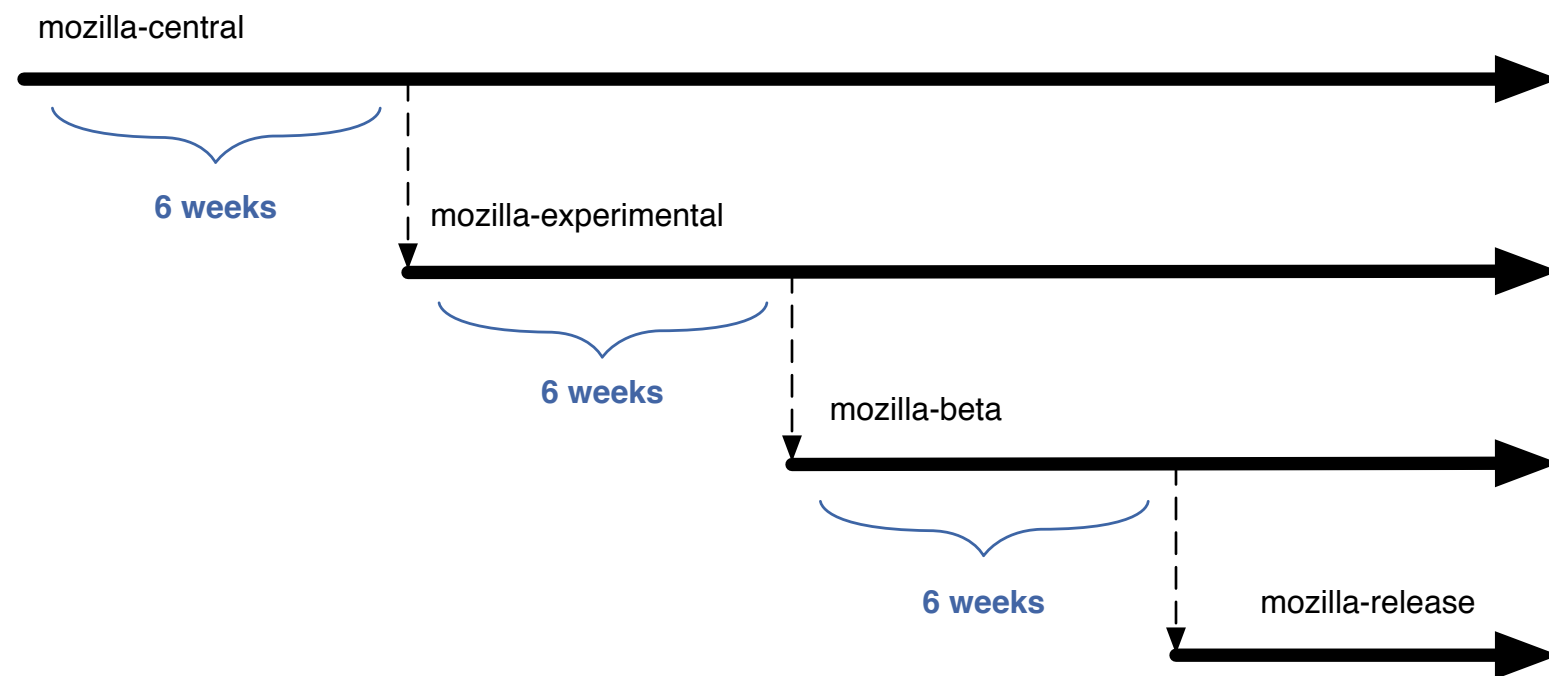 mozilla-central
6 weeks
mozilla-experimental
6 weeks
mozilla-beta
6 weeks
mozilla-release